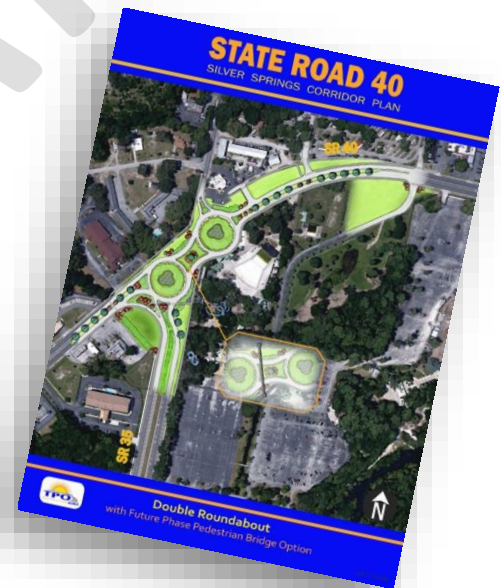 STATE ROAD 40
SILVER SPRINGS CORRIDOR PLAN
SR 40
SR 35
TPO
N
Double Roundabout
with Future Phase Pedestrian Bridge Option